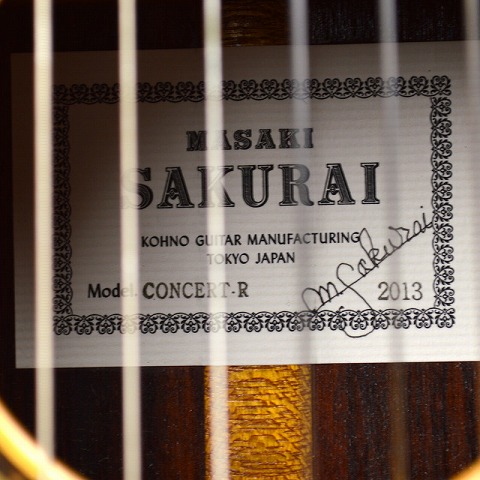 MASAKI
SAKURAI
KOHNO GUITAR MANUFACTURING
TOKYO JAPAN
Model. CONCERT-R
M Sakurai
2013